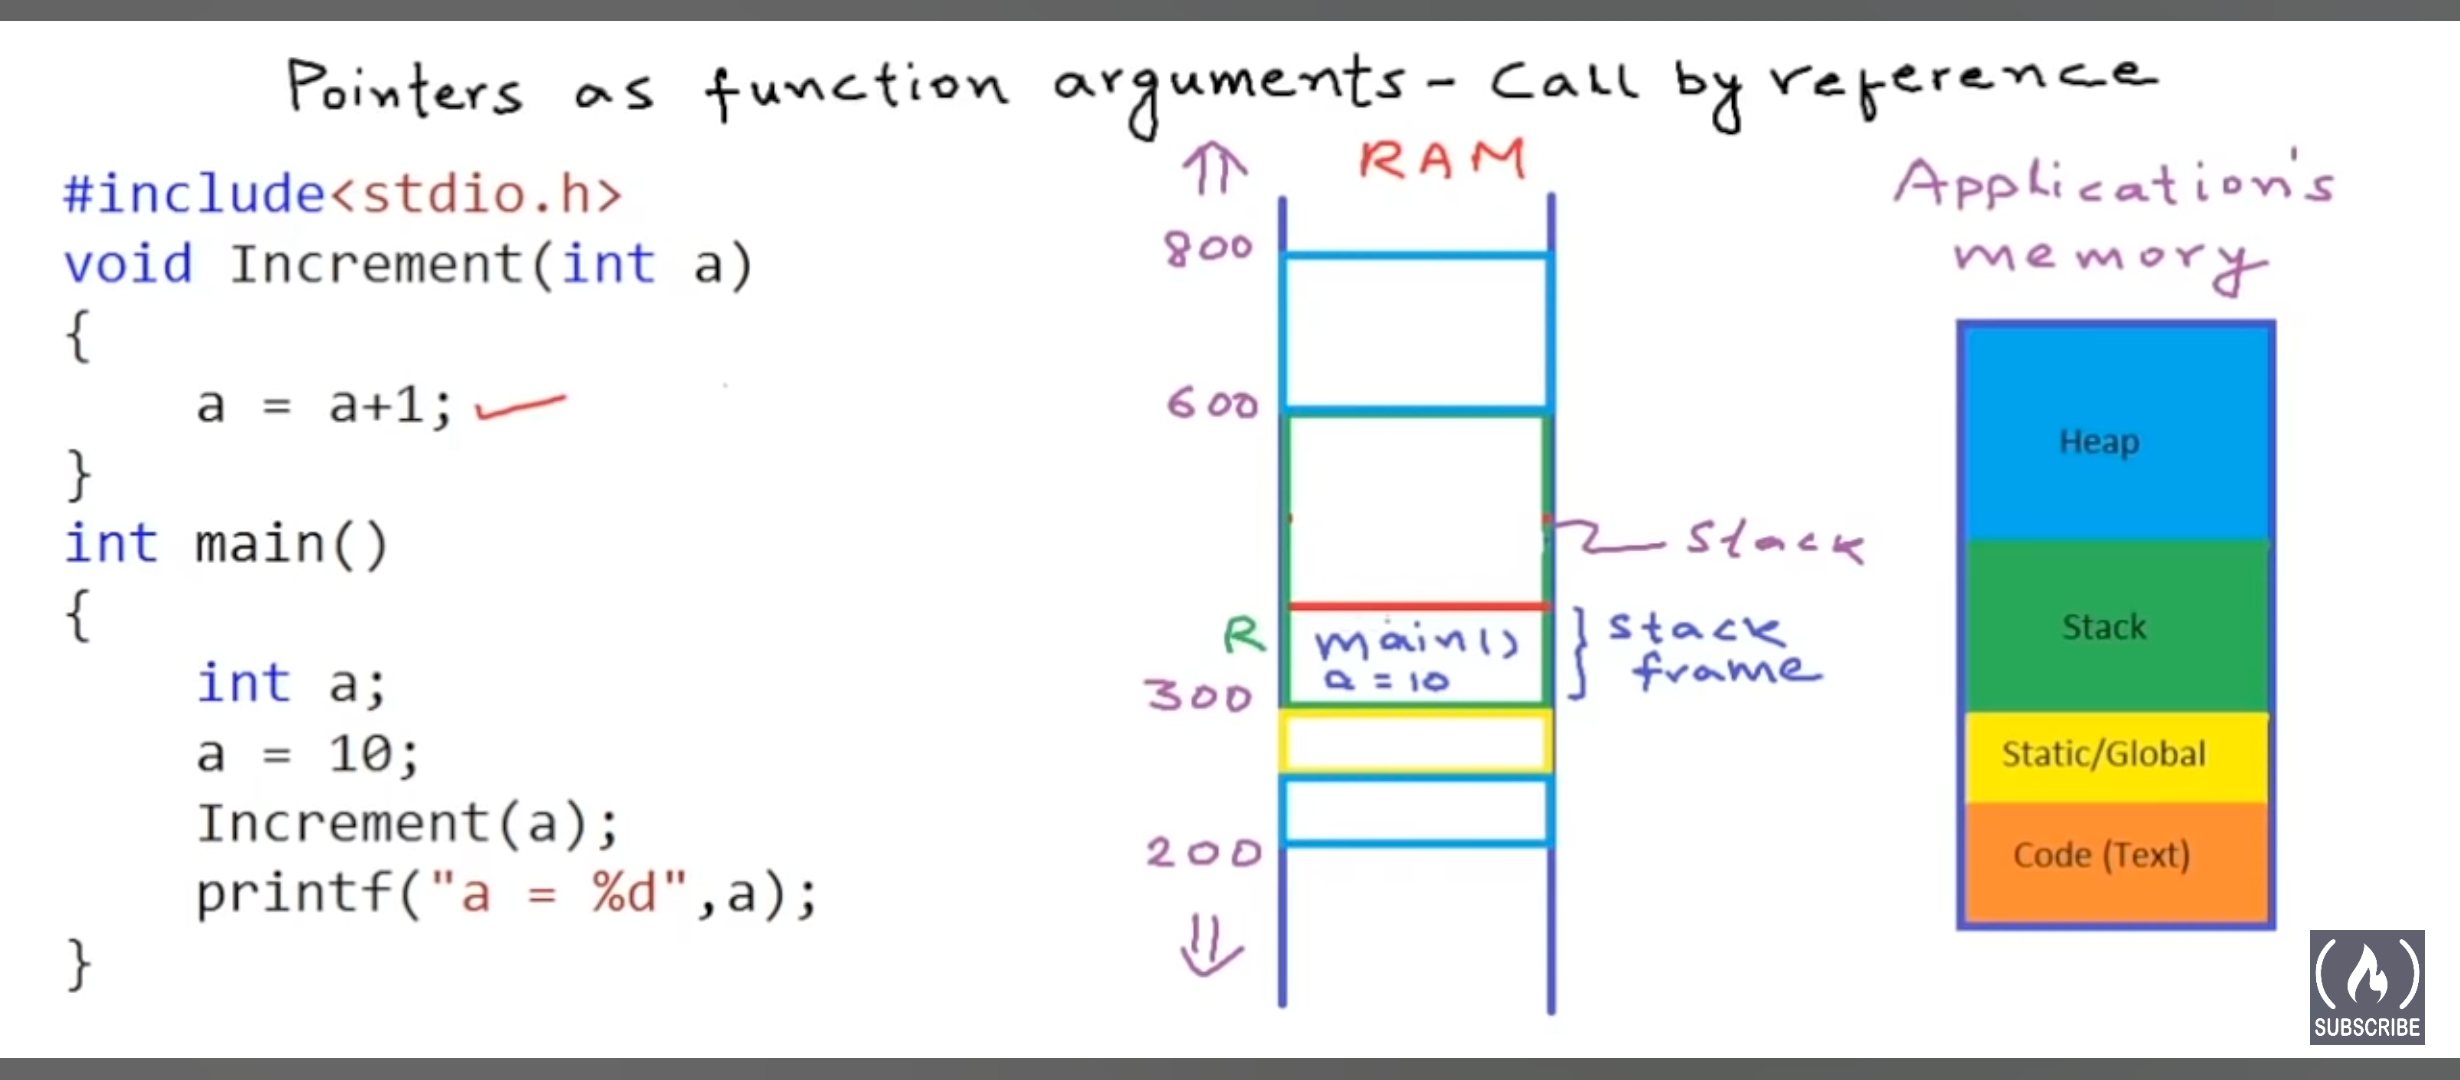 Pointers as function arguments - Call by reference
#include<stdio.h>
void Increment(int a)
{
    a = a+1;
}
int main()
{
    int a;
    a = 10;
    Increment(a);
    printf("a = %d",a);
}
RAM
800
600
Stack
R
main()
a = 10
stack
frame
300
200
Application's
memory
Heap
Stack
Static/Global
Code (Text)
SUBSCRIBE